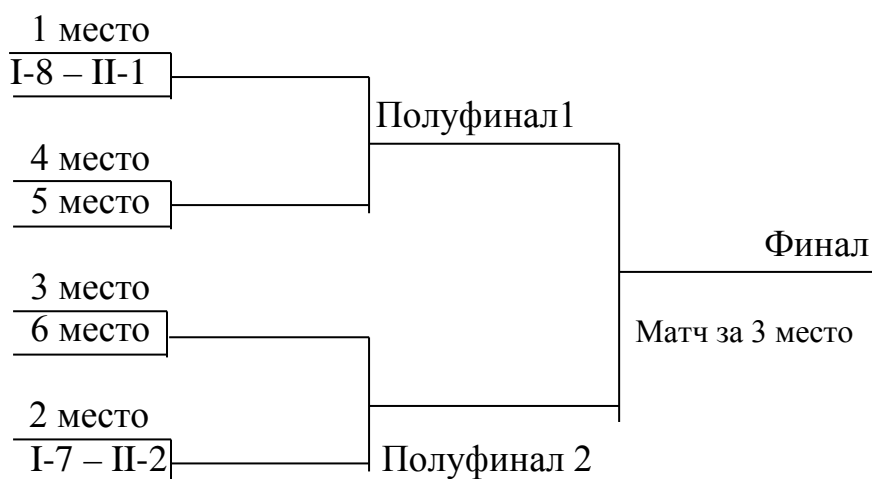 1 место
I-8 – II-1
Полуфинал1
4 место
5 место
Финал
3 место
6 место
Матч за 3 место
2 место
I-7 – II-2
Полуфинал 2